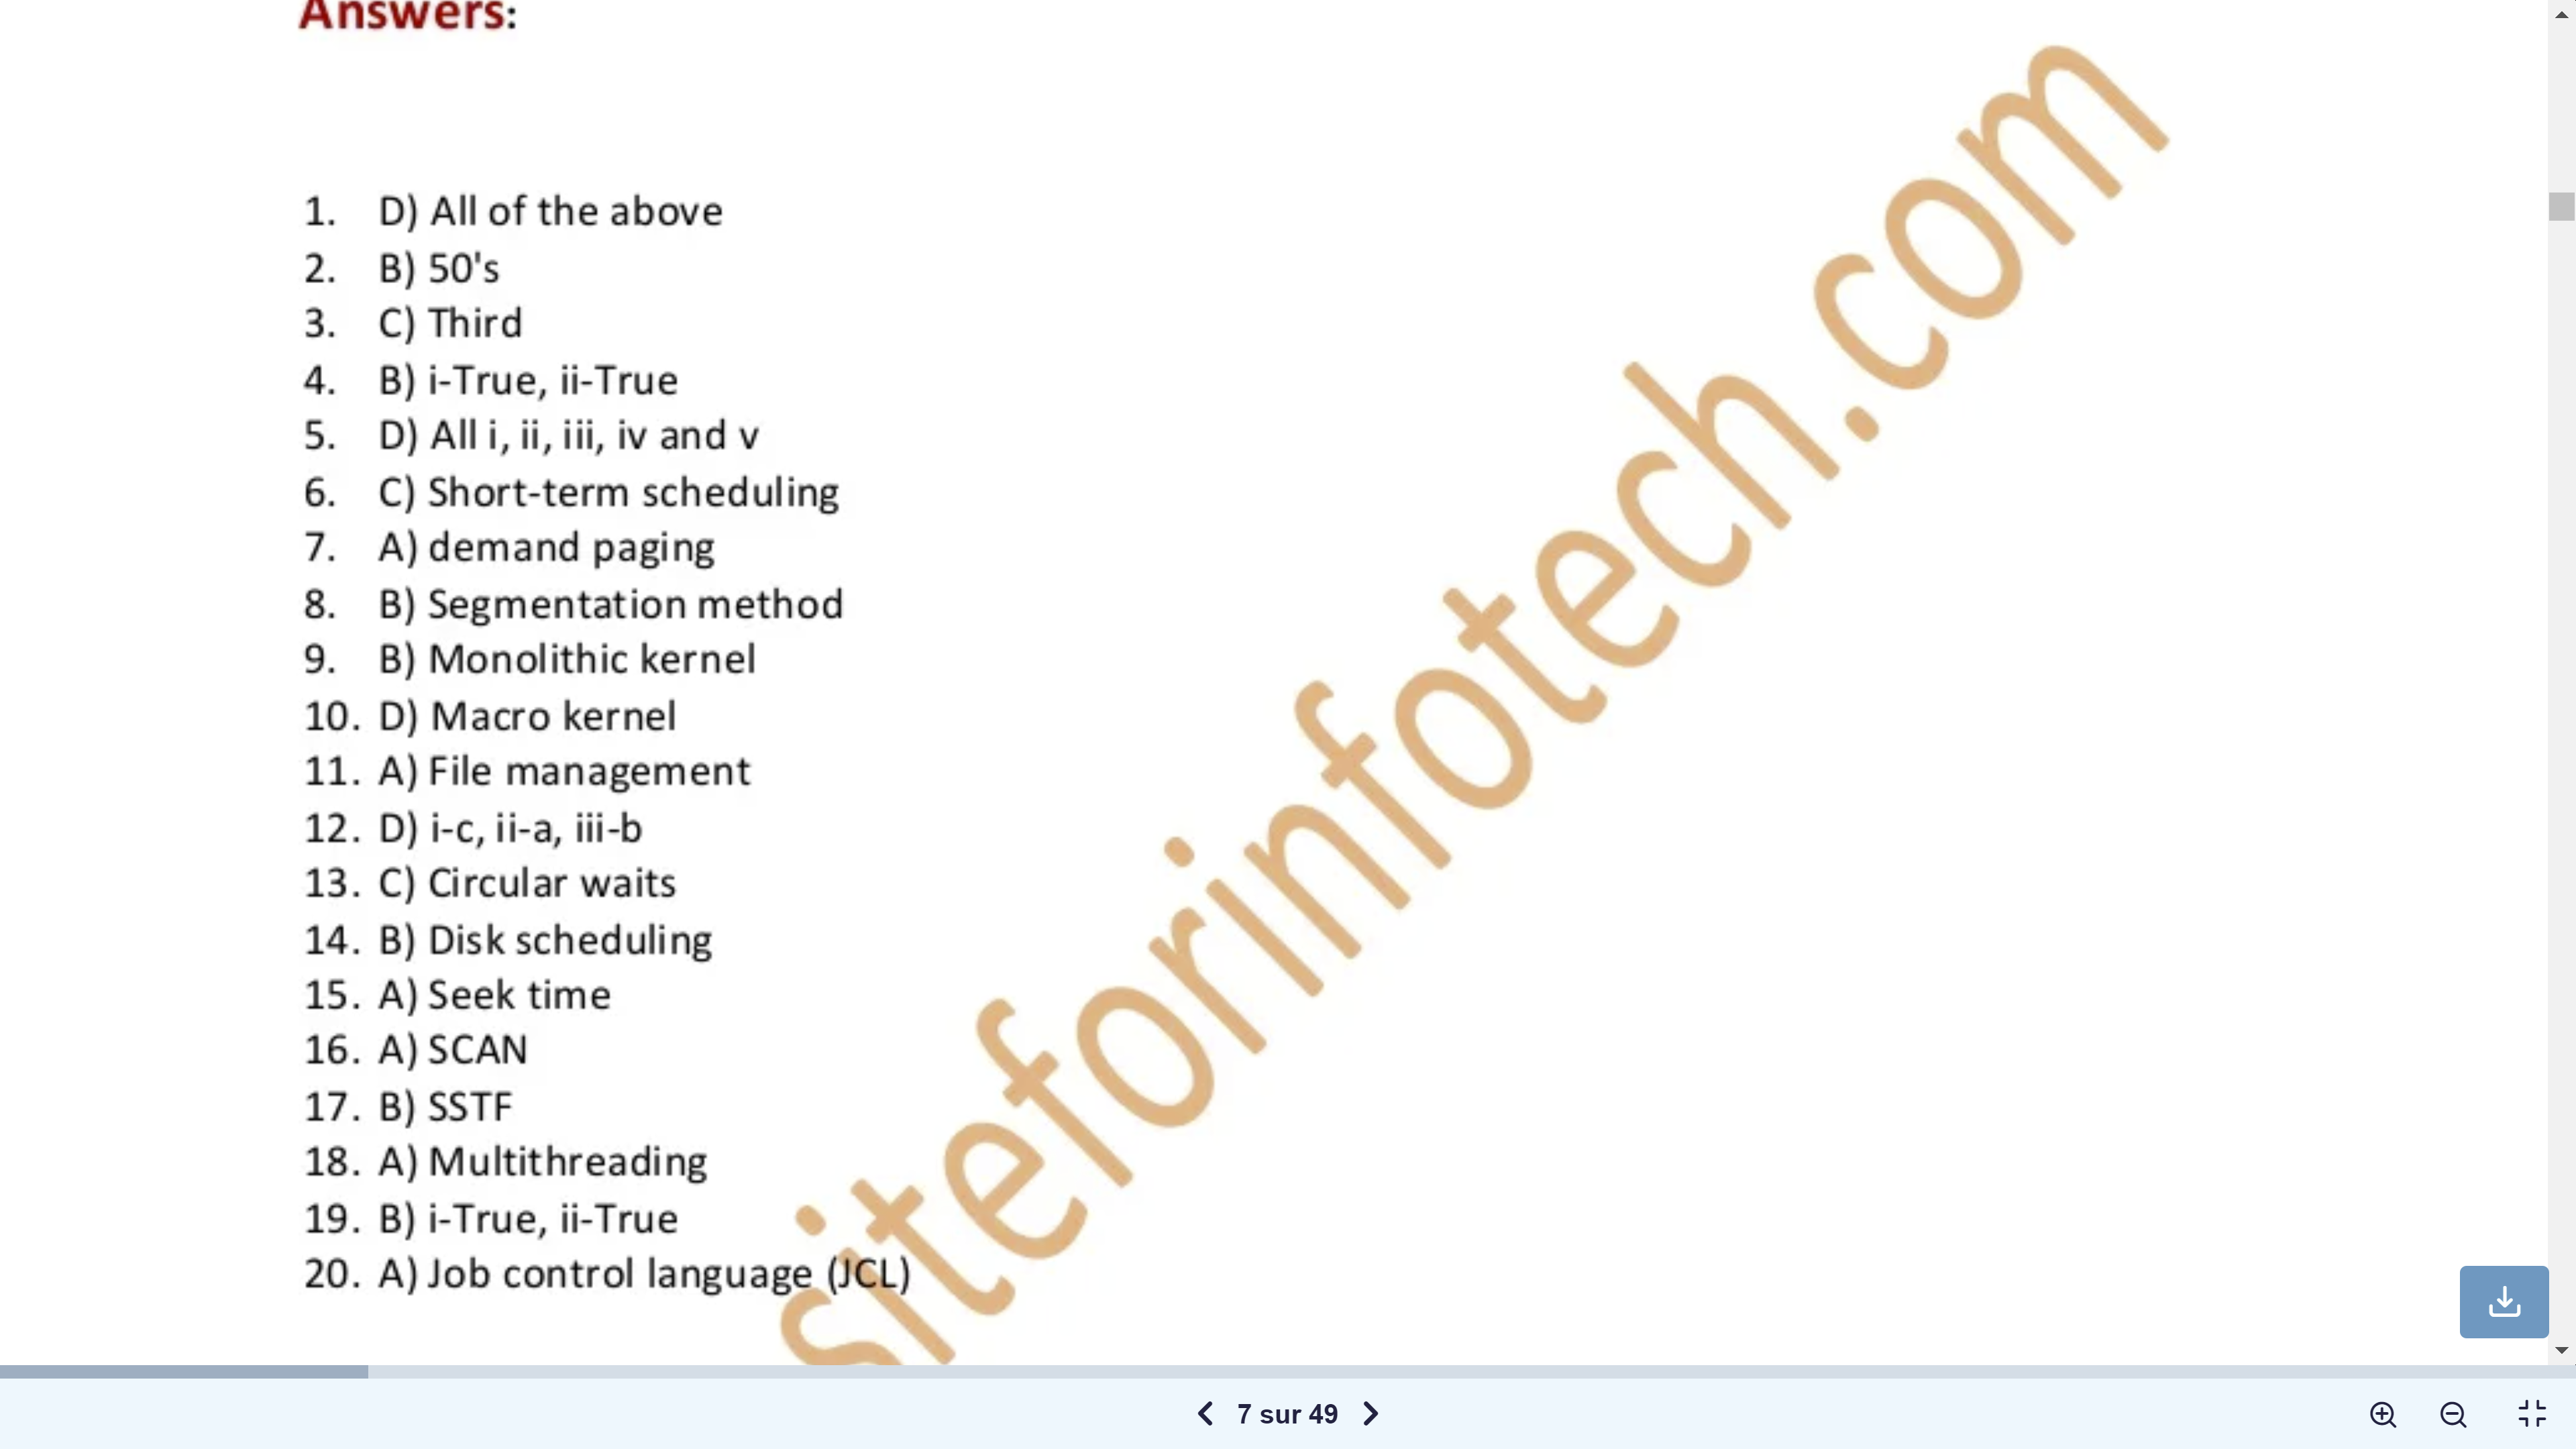 Answers:
1. D) All of the above
2. B) 50's
3. C) Third
4. B) i-True, ii-True
5. D) All i, ii, iii, iv and v
6. C) Short-term scheduling
7. A) demand paging
8. B) Segmentation method
9. B) Monolithic kernel
10. D) Macro kernel
11. A) File management
12. D) i-c, ii-a, iii-b
13. C) Circular waits
14. B) Disk scheduling
15. A) Seek time
16. A) SCAN
17. B) SSTF
18. A) Multithreading
19. B) i-True, ii-True
20. A) Job control language (JCL)
siteforinfotech.com
7 sur 49